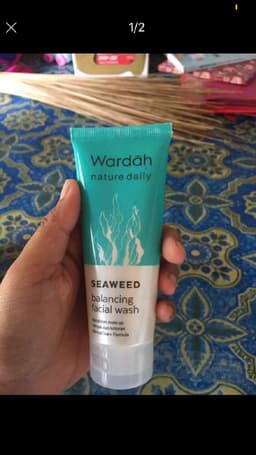 1/2
Wardah
nature daily
SEAWEED
balancing
facial wash